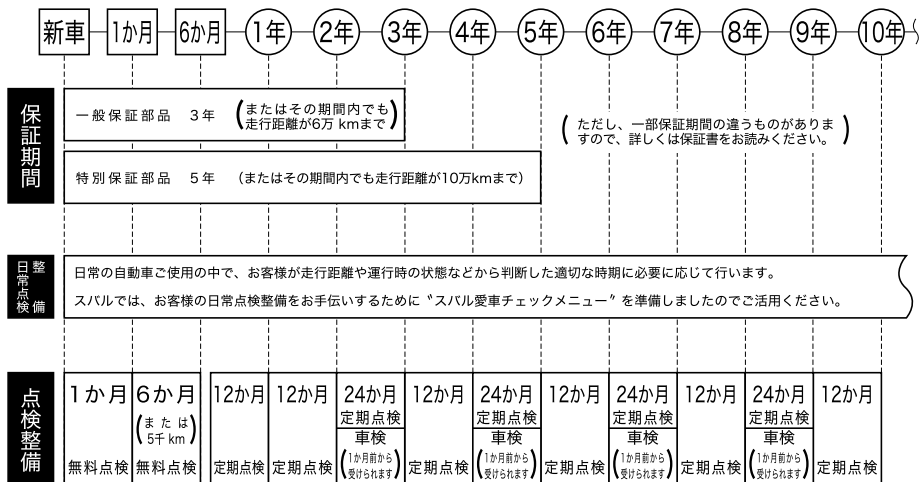 新車 1か月 6か月 1年 2年 3年 4年 5年 6年 7年 8年 9年 10年
保証期間
一般保証部品 3年 (またはその期間内でも
走行距離が6万kmまで)
(ただし、一部保証期間の違うものがありま
すので、詳しくは保証書をお読みください。)
特別保証部品 5年 (またはその期間内でも走行距離が10万kmまで)
日常点検
整備
日常の自動車ご使用の中で、お客様が走行距離や運行時の状態などから判断した適切な時期に必要に応じて行います。
スバルでは、お客様の日常点検整備をお手伝いするために〝スバル愛車チェックメニュー〞を準備しましたのでご活用ください。
点検整備
1か月 6か月 12か月 12か月 24か月 12か月 24か月 12か月 24か月 12か月 24か月 12か月
(または
5千km)
定期点検 定期点検 定期点検 定期点検
車検 車検 車検 車検
(1か月前から (1か月前から (1か月前から (1か月前から
無料点検 無料点検 定期点検 定期点検 受けられます) 定期点検 受けられます) 定期点検 受けられます) 定期点検 受けられます) 定期点検